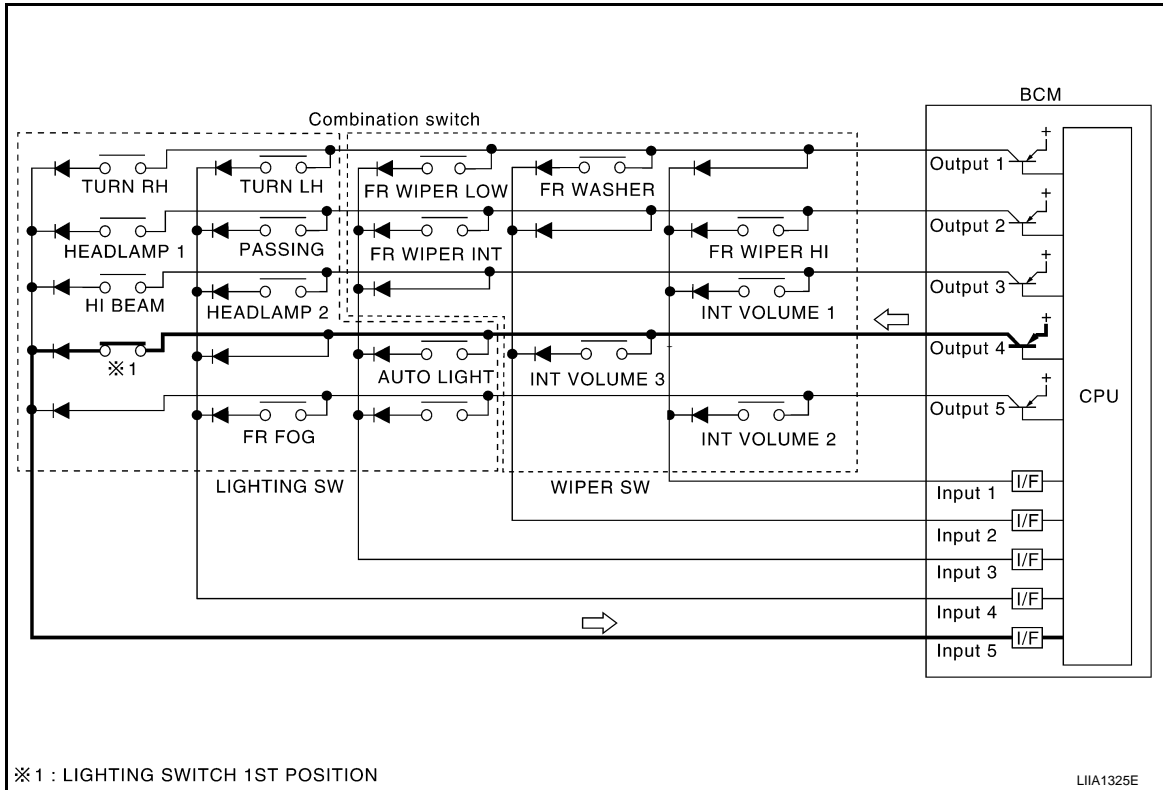 BCM
Combination switch
Output 1
TURN RH
TURN LH
FR WIPER LOW
FR WASHER
Output 2
HEADLAMP 1
PASSING
FR WIPER INT
FR WIPER HI
Output 3
HI BEAM
HEADLAMP 2
INT VOLUME 1
Output 4
※1
AUTO LIGHT
INT VOLUME 3
CPU
Output 5
FR FOG
INT VOLUME 2
LIGHTING SW
WIPER SW
Input 1
I/F
Input 2
I/F
Input 3
I/F
Input 4
I/F
Input 5
I/F
※1 : LIGHTING SWITCH 1ST POSITION
LIIA1325E